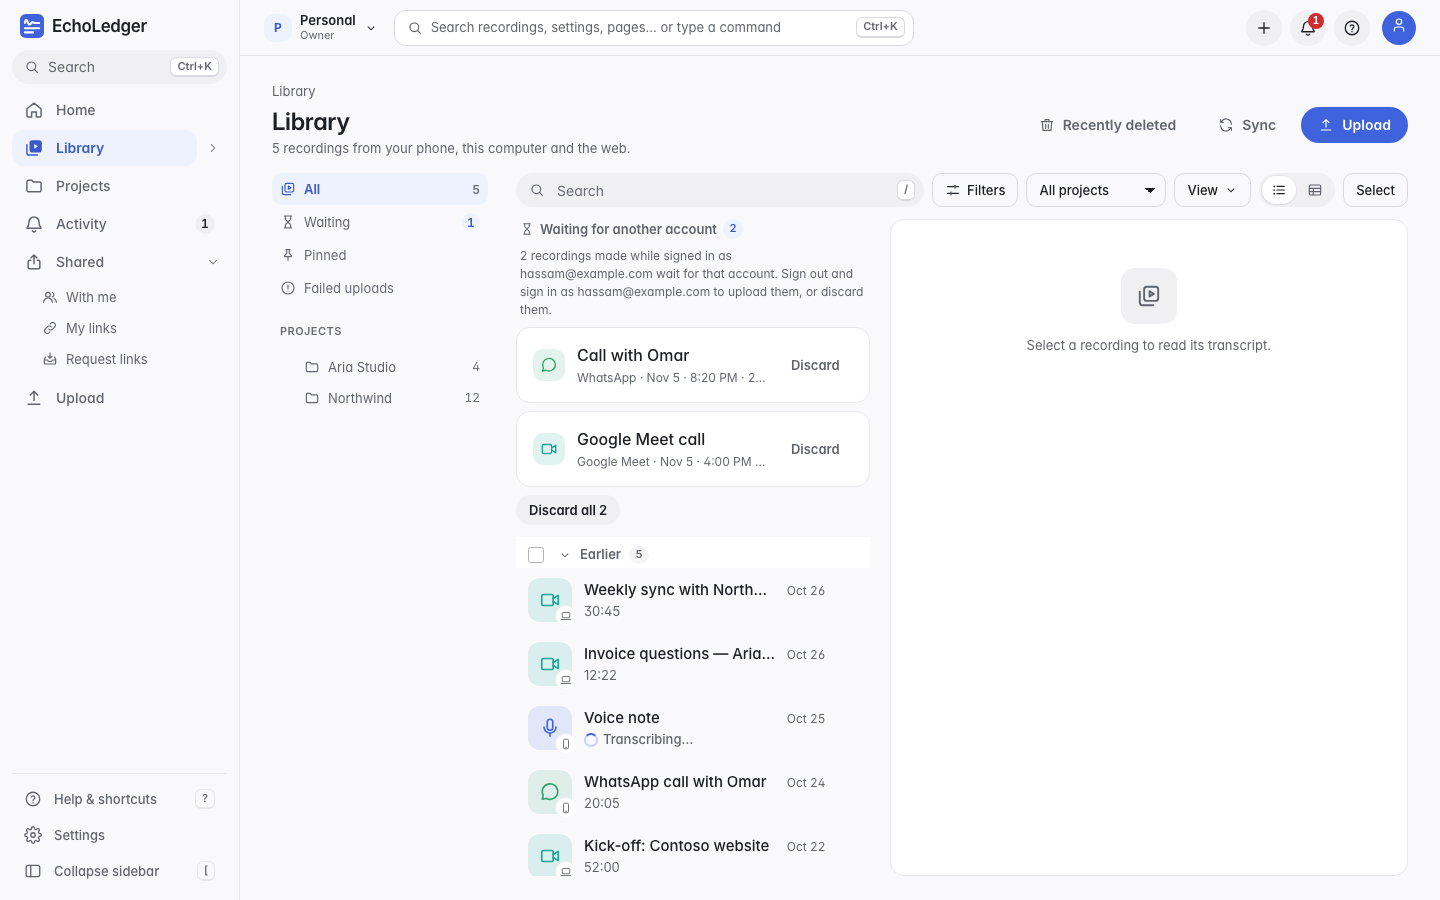 EchoLedger
Search
Ctrl+K
Home
Library
Projects
Activity
1
Shared
With me
My links
Request links
Upload
Help & shortcuts
?
Settings
Collapse sidebar
[
P
Personal
Owner
Search recordings, settings, pages... or type a command
Ctrl+K
1
Library
Library
5 recordings from your phone, this computer and the web.
Recently deleted
Sync
Upload
All
5
Waiting
1
Pinned
Failed uploads
PROJECTS
Aria Studio
4
Northwind
12
Search
/
Filters
All projects
View
Select
Waiting for another account
2
2 recordings made while signed in as
hassam@example.com wait for that account. Sign out and
sign in as hassam@example.com to upload them, or discard
them.
Call with Omar
WhatsApp · Nov 5 · 8:20 PM · 2...
Discard
Google Meet call
Google Meet · Nov 5 · 4:00 PM ...
Discard
Discard all 2
Earlier
5
Weekly sync with North...
Oct 26
30:45
Invoice questions — Aria...
Oct 26
12:22
Voice note
Oct 25
Transcribing...
WhatsApp call with Omar
Oct 24
20:05
Kick-off: Contoso website
Oct 22
52:00
Select a recording to read its transcript.